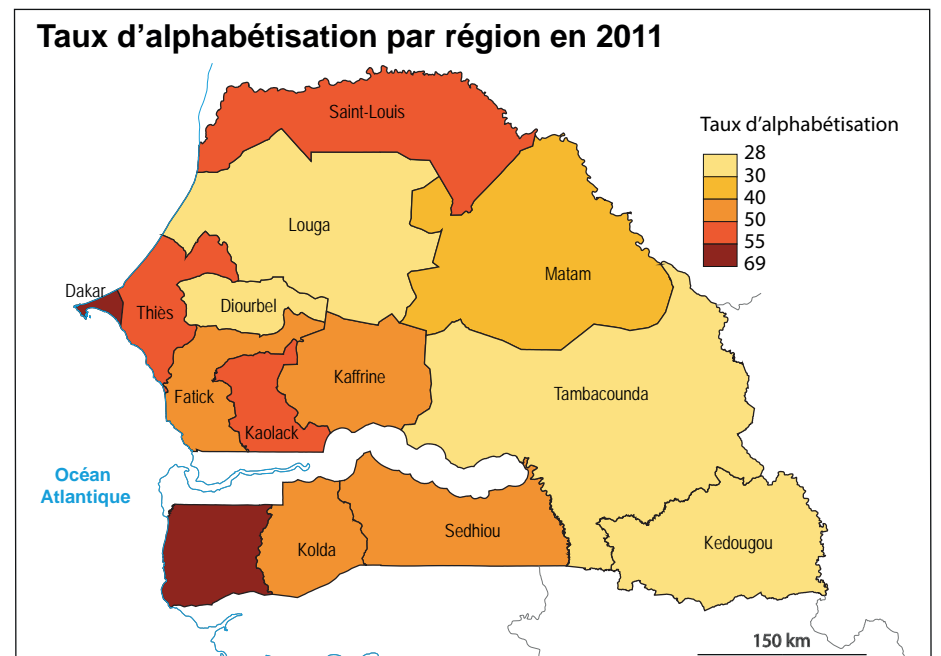 Taux d'alphabétisation par région en 2011
Saint-Louis
Taux d'alphabétisation
28
30
40
50
55
69
Louga
Matam
Dakar
Thiès
Diourbel
Kaffrine
Fatick
Tambacounda
Kaolack
Océan
Atlantique
Sedhiou
Kolda
Kedougou
150 km